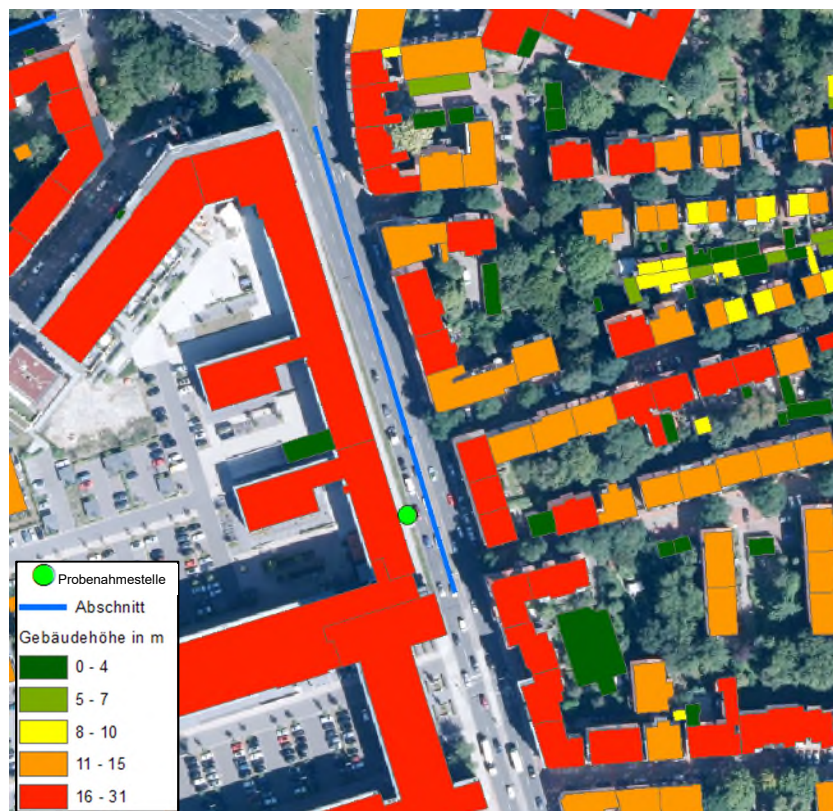 Probenahmestelle
Abschnitt
Gebäudehöhe in m
0 - 4
5 - 7
8 - 10
11 - 15
16 - 31